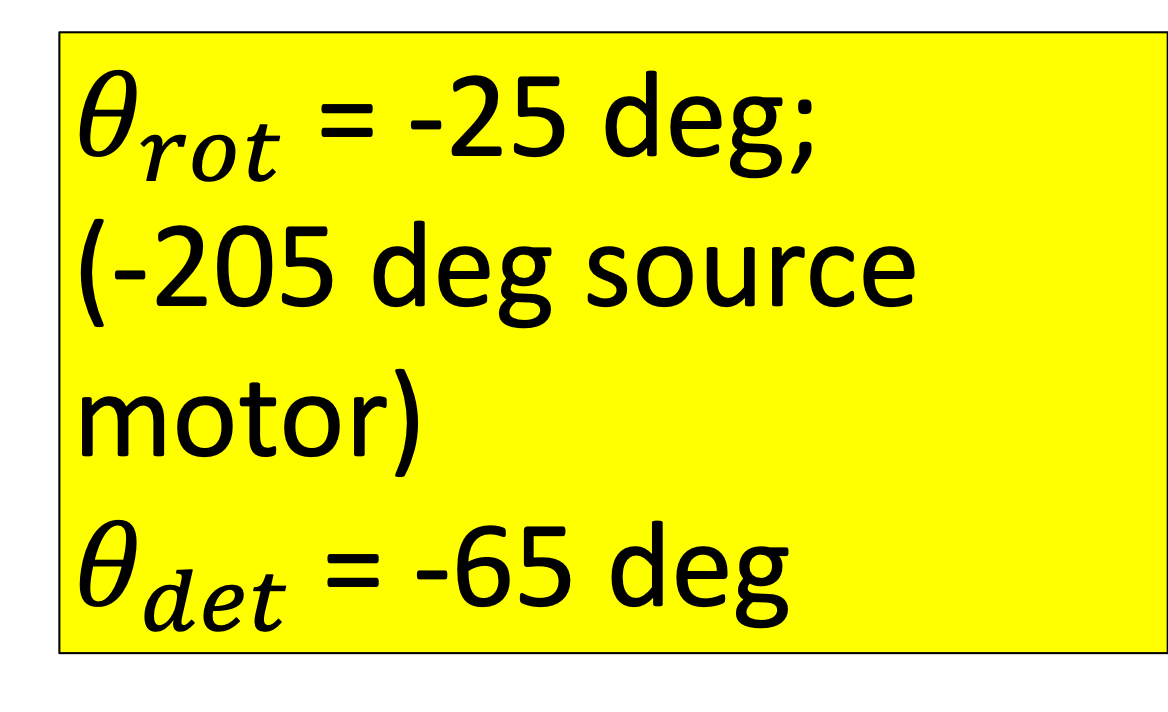 θ_rot = -25 deg;
(-205 deg source
motor)
θ_det = -65 deg